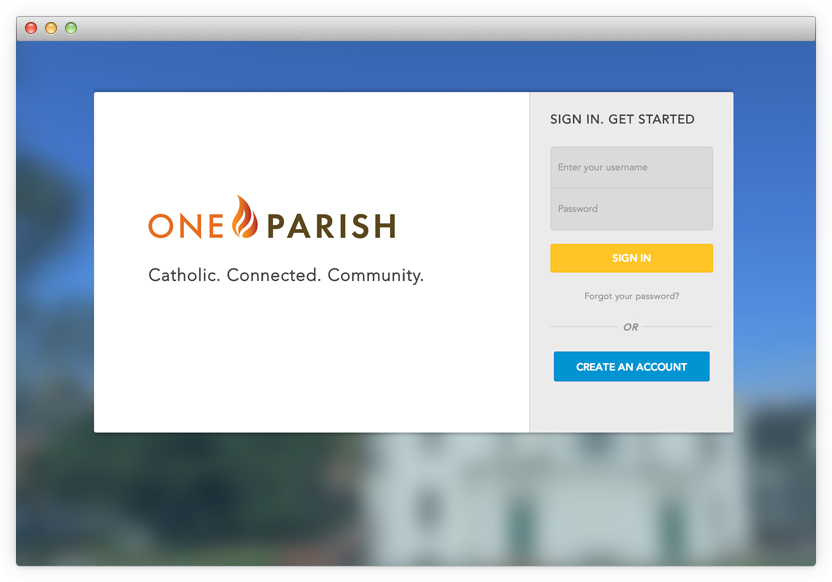 ONE PARISH
Catholic. Connected. Community.
SIGN IN. GET STARTED
Enter your username
Password
SIGN IN
Forgot your password?
OR
CREATE AN ACCOUNT